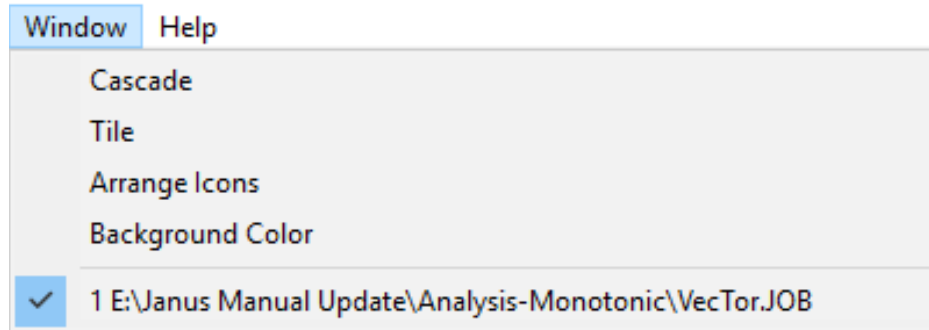 Window Help
Cascade
Tile
Arrange Icons
Background Color
1 E:\Janus Manual Update\Analysis-Monotonic\VecTor.JOB